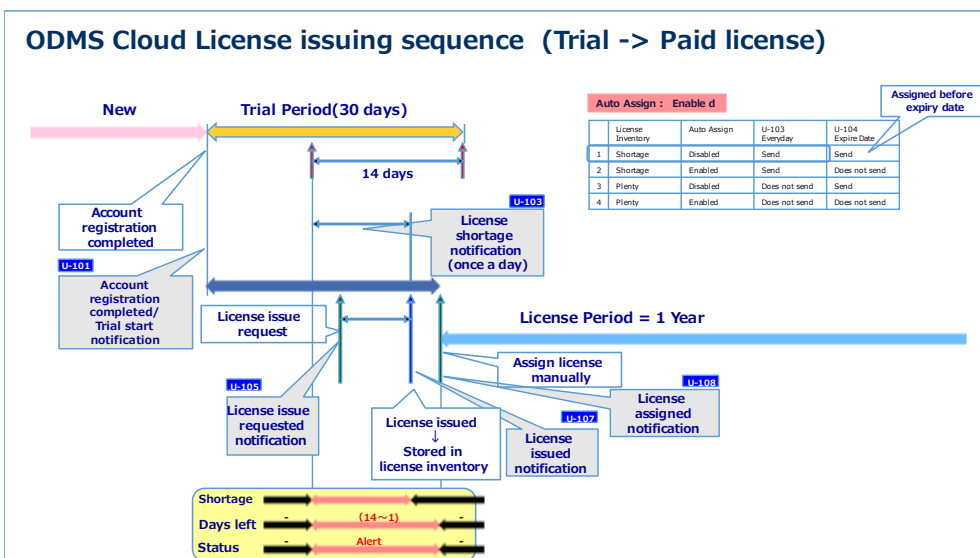 ODMS Cloud License issuing sequence (Trial -> Paid license)
New
Trial Period(30 days)
Auto Assign : Enable d
Assigned before
expiry date
License
Inventory
Auto Assign
U-103
Everyday
U-104
Expire Date
1 Shortage Disabled Send Send
2 Shortage Enabled Send Does not send
3 Plenty Disabled Does not send Send
4 Plenty Enabled Does not send Does not send
14 days
Account
registration
completed
U-103
License
shortage
notification
(once a day)
U-101
Account
registration
completed/
Trial start
notification
License issue
request
License Period = 1 Year
Assign license
manually
U-105
License issue
requested
notification
License issued
↓
Stored in
license inventory
U-107
License
issued
notification
U-108
License
assigned
notification
Shortage
Days left - (14～1) -
Status - Alert -